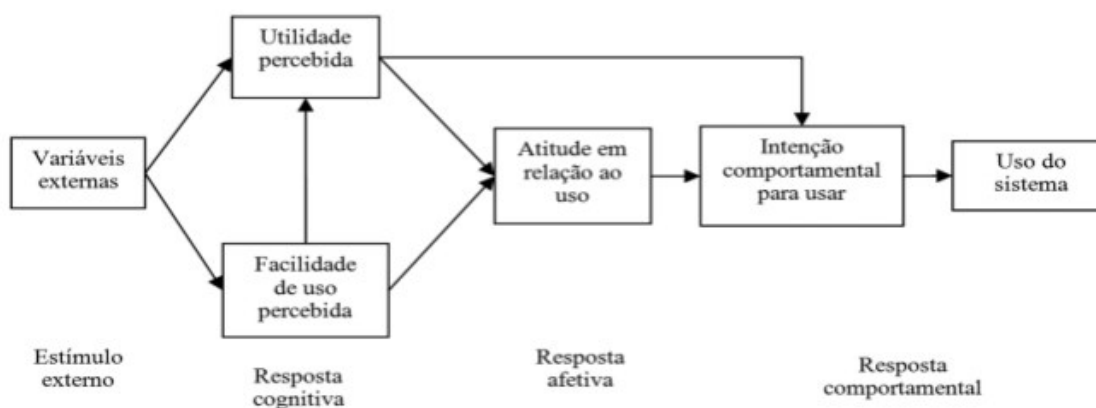 Utilidade
percebida
Variáveis
externas
Facilidade
de uso
percebida
Atitude em
relação ao
uso
Intenção
comportamental
para usar
Uso do
sistema
Estímulo
externo
Resposta
cognitiva
Resposta
afetiva
Resposta
comportamental